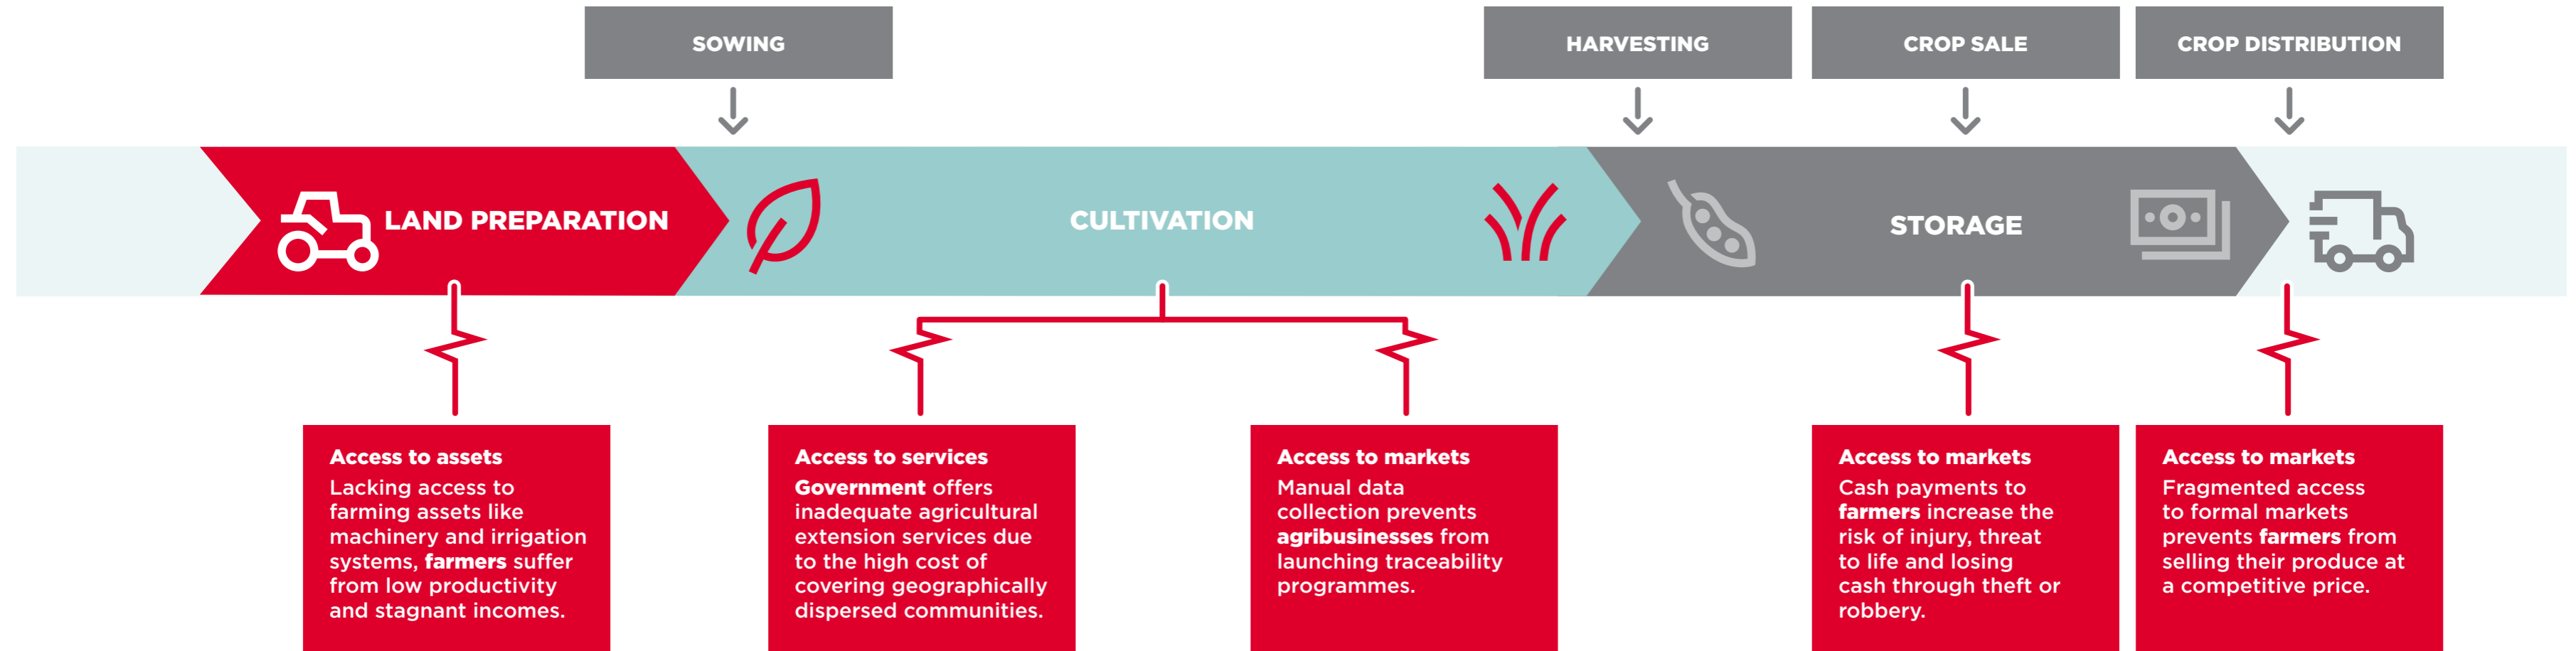 SOWING
HARVESTING
CROP SALE
CROP DISTRIBUTION
LAND PREPARATION
CULTIVATION
STORAGE
Access to assets
Lacking access to
farming assets like
machinery and irrigation
systems, farmers suffer
from low productivity
and stagnant incomes.
Access to services
Government offers
inadequate agricultural
extension services due
to the high cost of
covering geographically
dispersed communities.
Access to markets
Manual data
collection prevents
agribusinesses from
launching traceability
programmes.
Access to markets
Cash payments to
farmers increase the
risk of injury, threat
to life and losing
cash through theft or
robbery.
Access to markets
Fragmented access
to formal markets
prevents farmers from
selling their produce at
a competitive price.